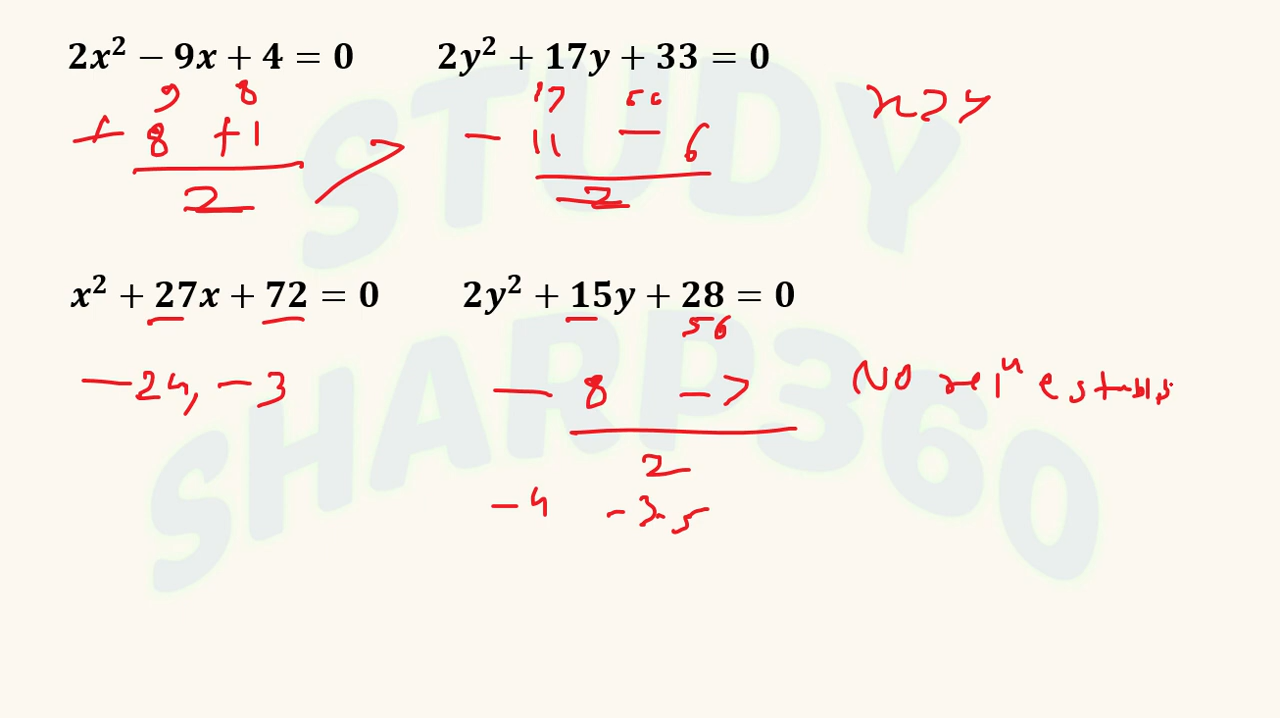 2x² − 9x + 4 = 0 2y² + 17y + 33 = 0
9 8 17
x>y
+ 8 +1 − 11 − 6
2 2
x² + 27x + 72 = 0 2y² + 15y + 28 = 0
56
−24, −3 − 8 −7 No relⁿ
2
−4 −3.5
STUDY
SHARP360